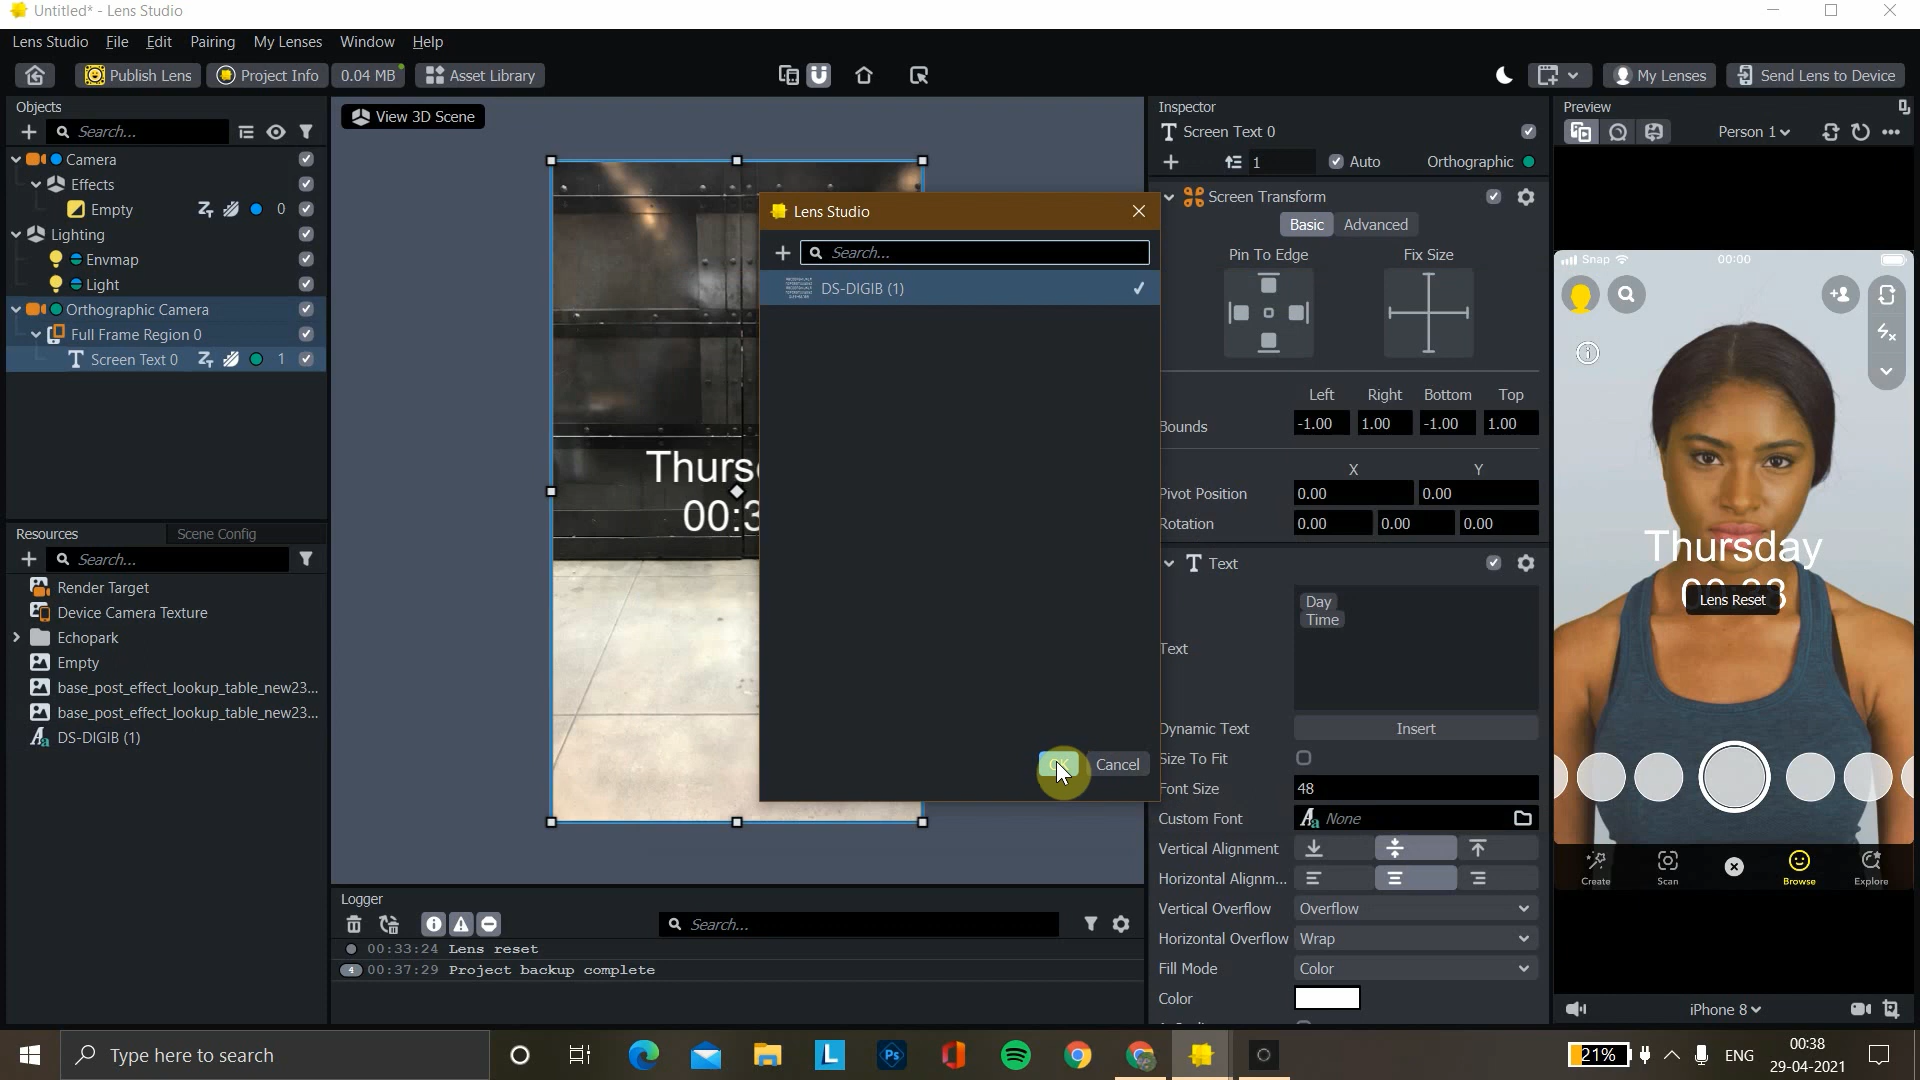 Untitled* - Lens Studio
Lens Studio File Edit Pairing My Lenses Window Help
Publish Lens Project Info 0.04 MB Asset Library My Lenses Send Lens to Device
Objects
Search...
Camera
Effects
Empty 0
Lighting
Envmap
Light
Orthographic Camera
Full Frame Region 0
Screen Text 0 1
Resources Scene Config
Search...
Render Target
Device Camera Texture
Echopark
Empty
base_post_effect_lookup_table_new23...
base_post_effect_lookup_table_new23...
DS-DIGIB (1)
View 3D Scene
Lens Studio
Search...
DS-DIGIB (1)
OK Cancel
Logger
Search...
00:33:24 Lens reset
4 00:37:29 Project backup complete
Inspector
Screen Text 0
1 Auto Orthographic
Screen Transform
Basic Advanced
Pin To Edge Fix Size
Left Right Bottom Top
Bounds -1.00 1.00 -1.00 1.00
X Y
Pivot Position 0.00 0.00
Rotation 0.00 0.00 0.00
Text
Day
Time
Text
Dynamic Text Insert
Size To Fit
Font Size 48
Custom Font None
Vertical Alignment
Horizontal Alignm...
Vertical Overflow Overflow
Horizontal Overflow Wrap
Fill Mode Color
Color
Preview
Person 1
Snap 00:00
Thursday
00:38
Lens Reset
Create Scan Browse Explore
iPhone 8
Type here to search
21% ENG 00:38
29-04-2021